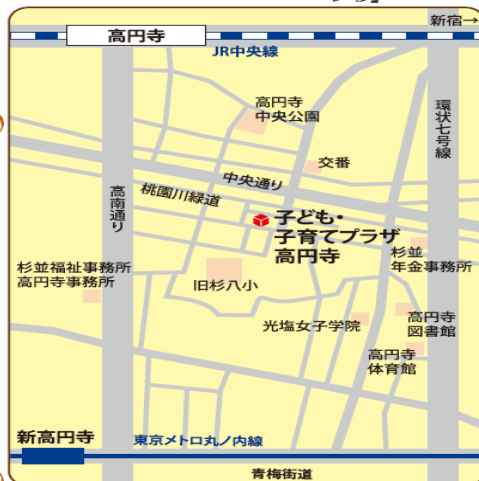 新宿→
高円寺
JR中央線
高円寺
中央公園
環状七号線
交番
中央通り
桃園川緑道
高南通り
子ども・
子育てプラザ
高円寺
杉並
年金事務所
杉並福祉事務所
高円寺事務所
旧杉八小
光塩女子学院
高円寺
図書館
高円寺
体育館
新高円寺
東京メトロ丸ノ内線
青梅街道